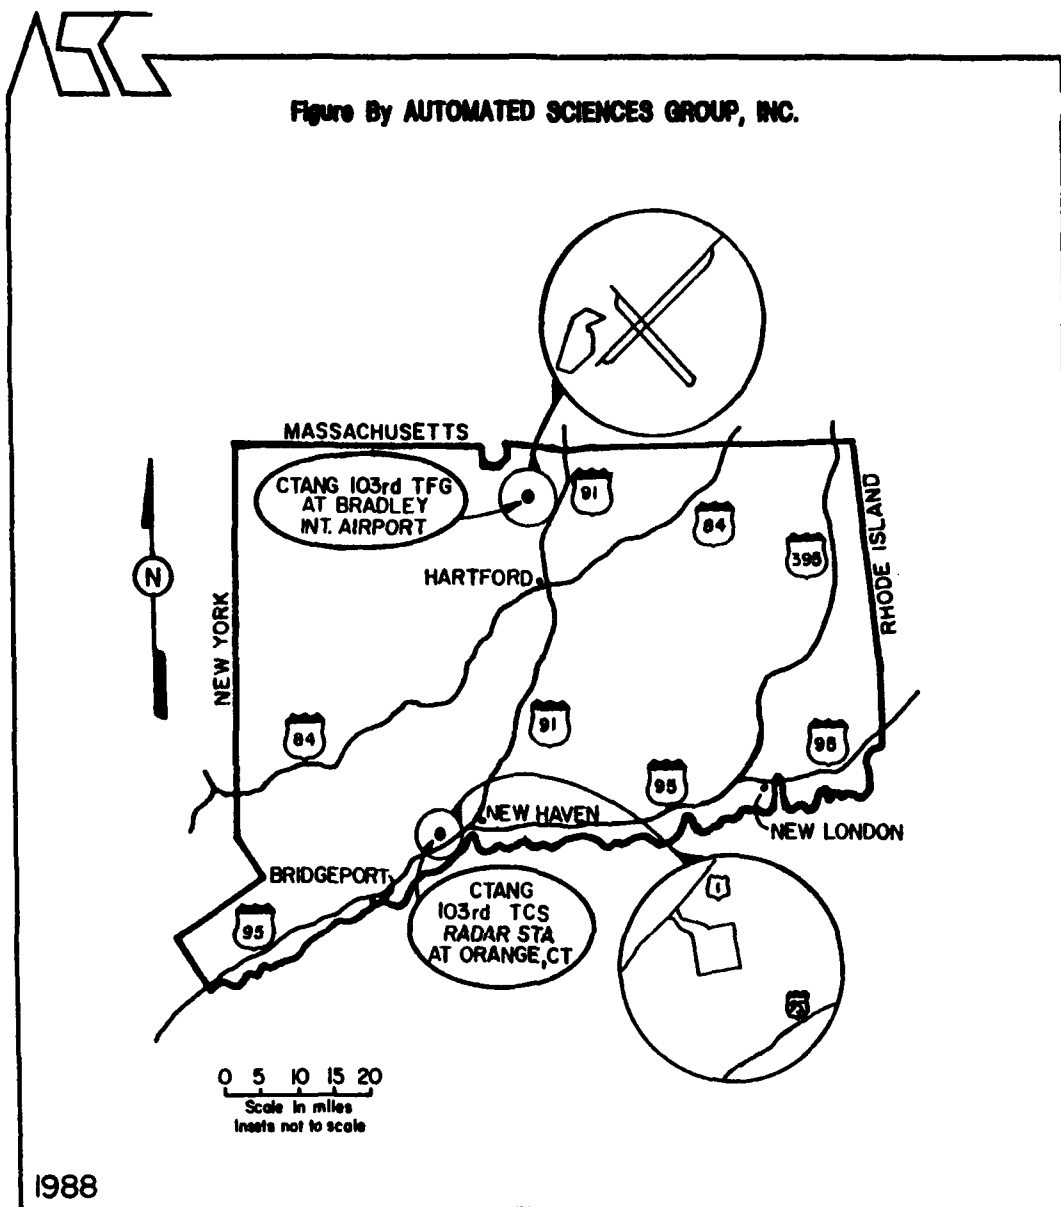 ASG
Figure By AUTOMATED SCIENCES GROUP, INC.
MASSACHUSETTS
CTANG 103rd TFG
AT BRADLEY
INT. AIRPORT
91
84
395
RHODE ISLAND
N
HARTFORD
NEW YORK
84
91
95
95
NEW HAVEN
NEW LONDON
BRIDGEPORT
95
CTANG
103rd TCS
RADAR STA
AT ORANGE, CT
1
0 5 10 15 20
Scale in miles
Insets not to scale
1988